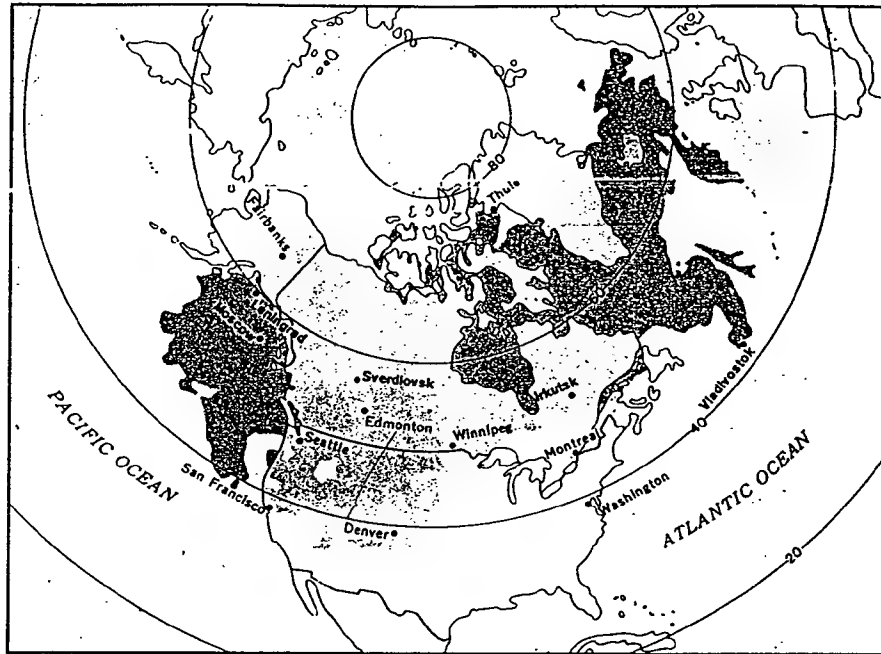 80
Thule
Fairbanks
Leningrad
Moscow
Sverdlovsk
Irkutsk
Vladivostok
Edmonton
Winnipeg
40
Seattle
Montreal
PACIFIC OCEAN
San Francisco
Washington
ATLANTIC OCEAN
Denver
20